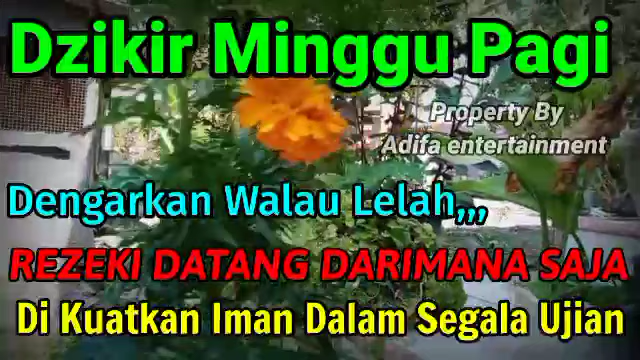 Dzikir Minggu Pagi
Property By
Adifa entertainment
Dengarkan Walau Lelah,,,
REZEKI DATANG DARIMANA SAJA
Di Kuatkan Iman Dalam Segala Ujian